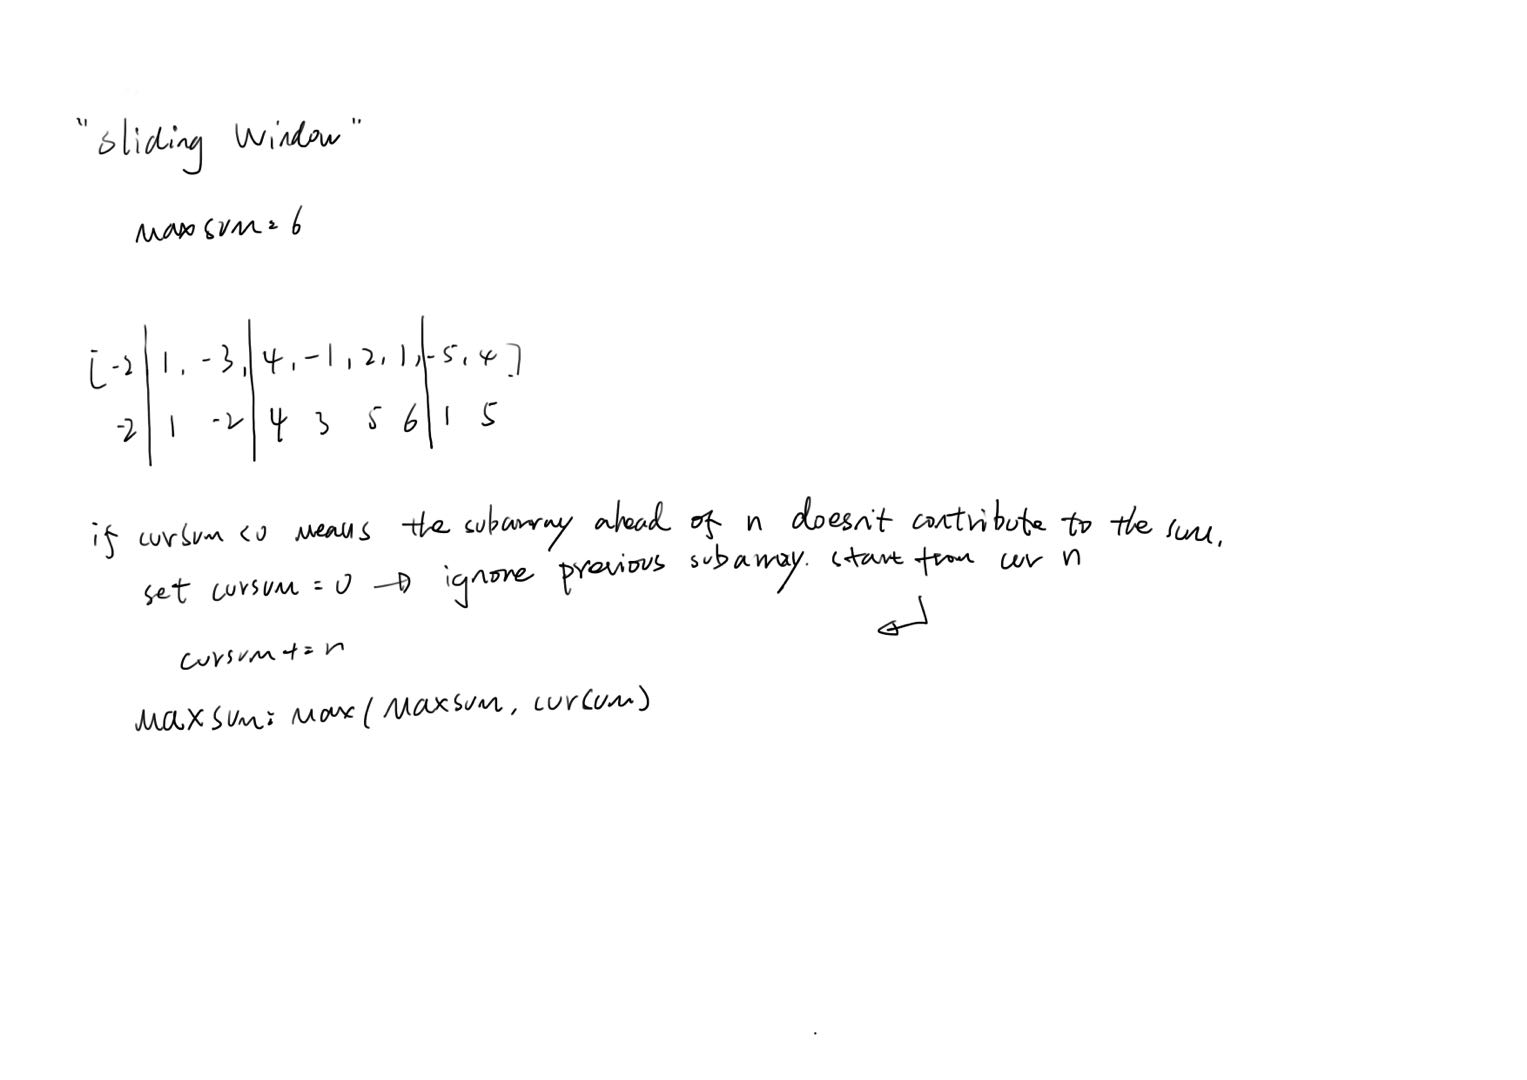 "Sliding Window"
maxsum = 6
[-2 | 1, -3, | 4, -1, 2, 1, | -5, 4]
-2 | 1 -2 | 4 3 5 6 | 1 5
if cursum < 0 means the subarray ahead of n doesn't contribute to the sum.
set cursum = 0 → ignore previous subarray. start from cur n
↵
cursum += n
maxsum = max(maxsum, cursum)